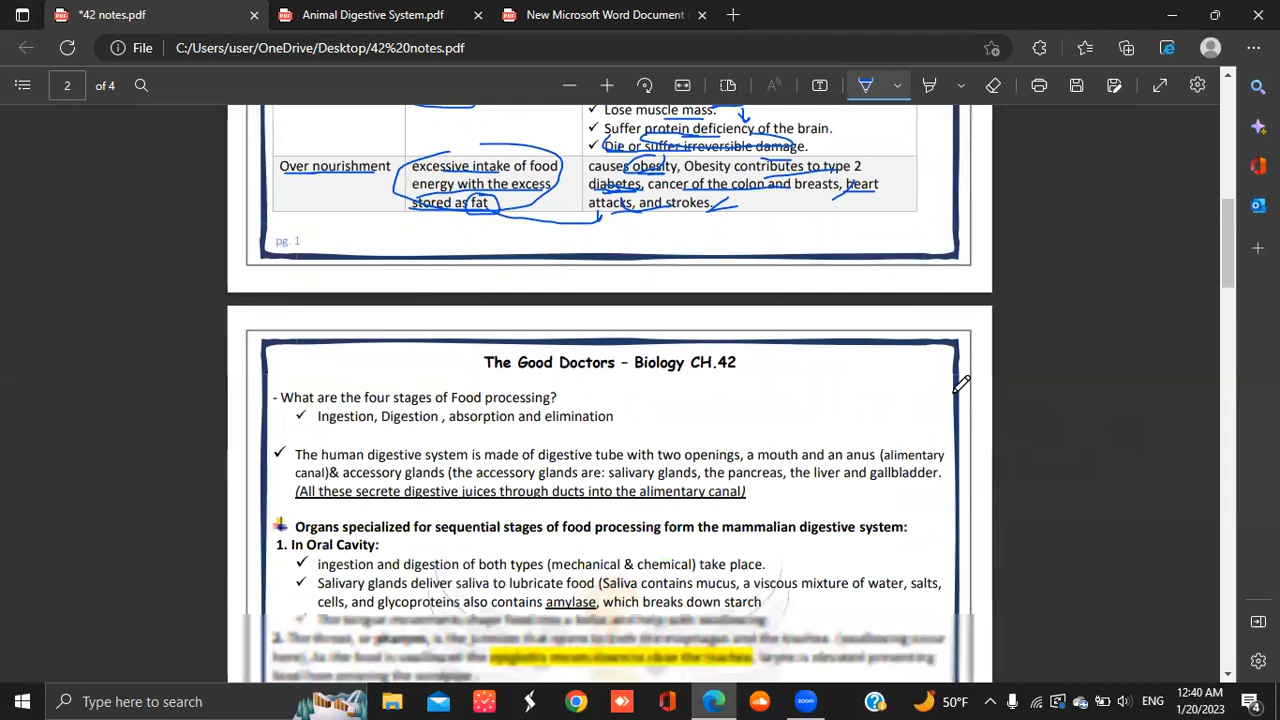 *42 notes.pdf
Animal Digestive System.pdf
New Microsoft Word Document
File
C:/Users/user/OneDrive/Desktop/42%20notes.pdf
2
of 4
✓ Lose muscle mass.
✓ Suffer protein deficiency of the brain.
✓ Die or suffer irreversible damage.
Over nourishment
excessive intake of food
energy with the excess
stored as fat
causes obesity, Obesity contributes to type 2
diabetes, cancer of the colon and breasts, heart
attacks, and strokes.
pg. 1
The Good Doctors – Biology CH.42
- What are the four stages of Food processing?
✓ Ingestion, Digestion , absorption and elimination
✓ The human digestive system is made of digestive tube with two openings, a mouth and an anus (alimentary
canal)& accessory glands (the accessory glands are: salivary glands, the pancreas, the liver and gallbladder.
(All these secrete digestive juices through ducts into the alimentary canal)
Organs specialized for sequential stages of food processing form the mammalian digestive system:
1. In Oral Cavity:
✓ ingestion and digestion of both types (mechanical & chemical) take place.
✓ Salivary glands deliver saliva to lubricate food (Saliva contains mucus, a viscous mixture of water, salts,
cells, and glycoproteins also contains amylase, which breaks down starch
Type here to search
50°F
ENG
12:40 AM
1/20/2023
4